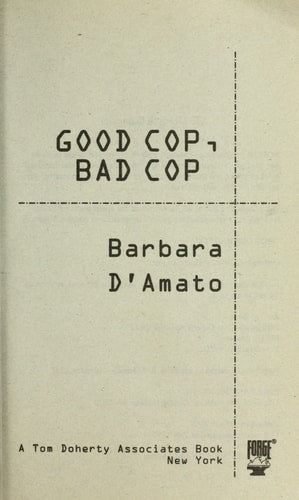 GOOD COP,
BAD COP
Barbara
D'Amato
A Tom Doherty Associates Book
New York
FORGE®